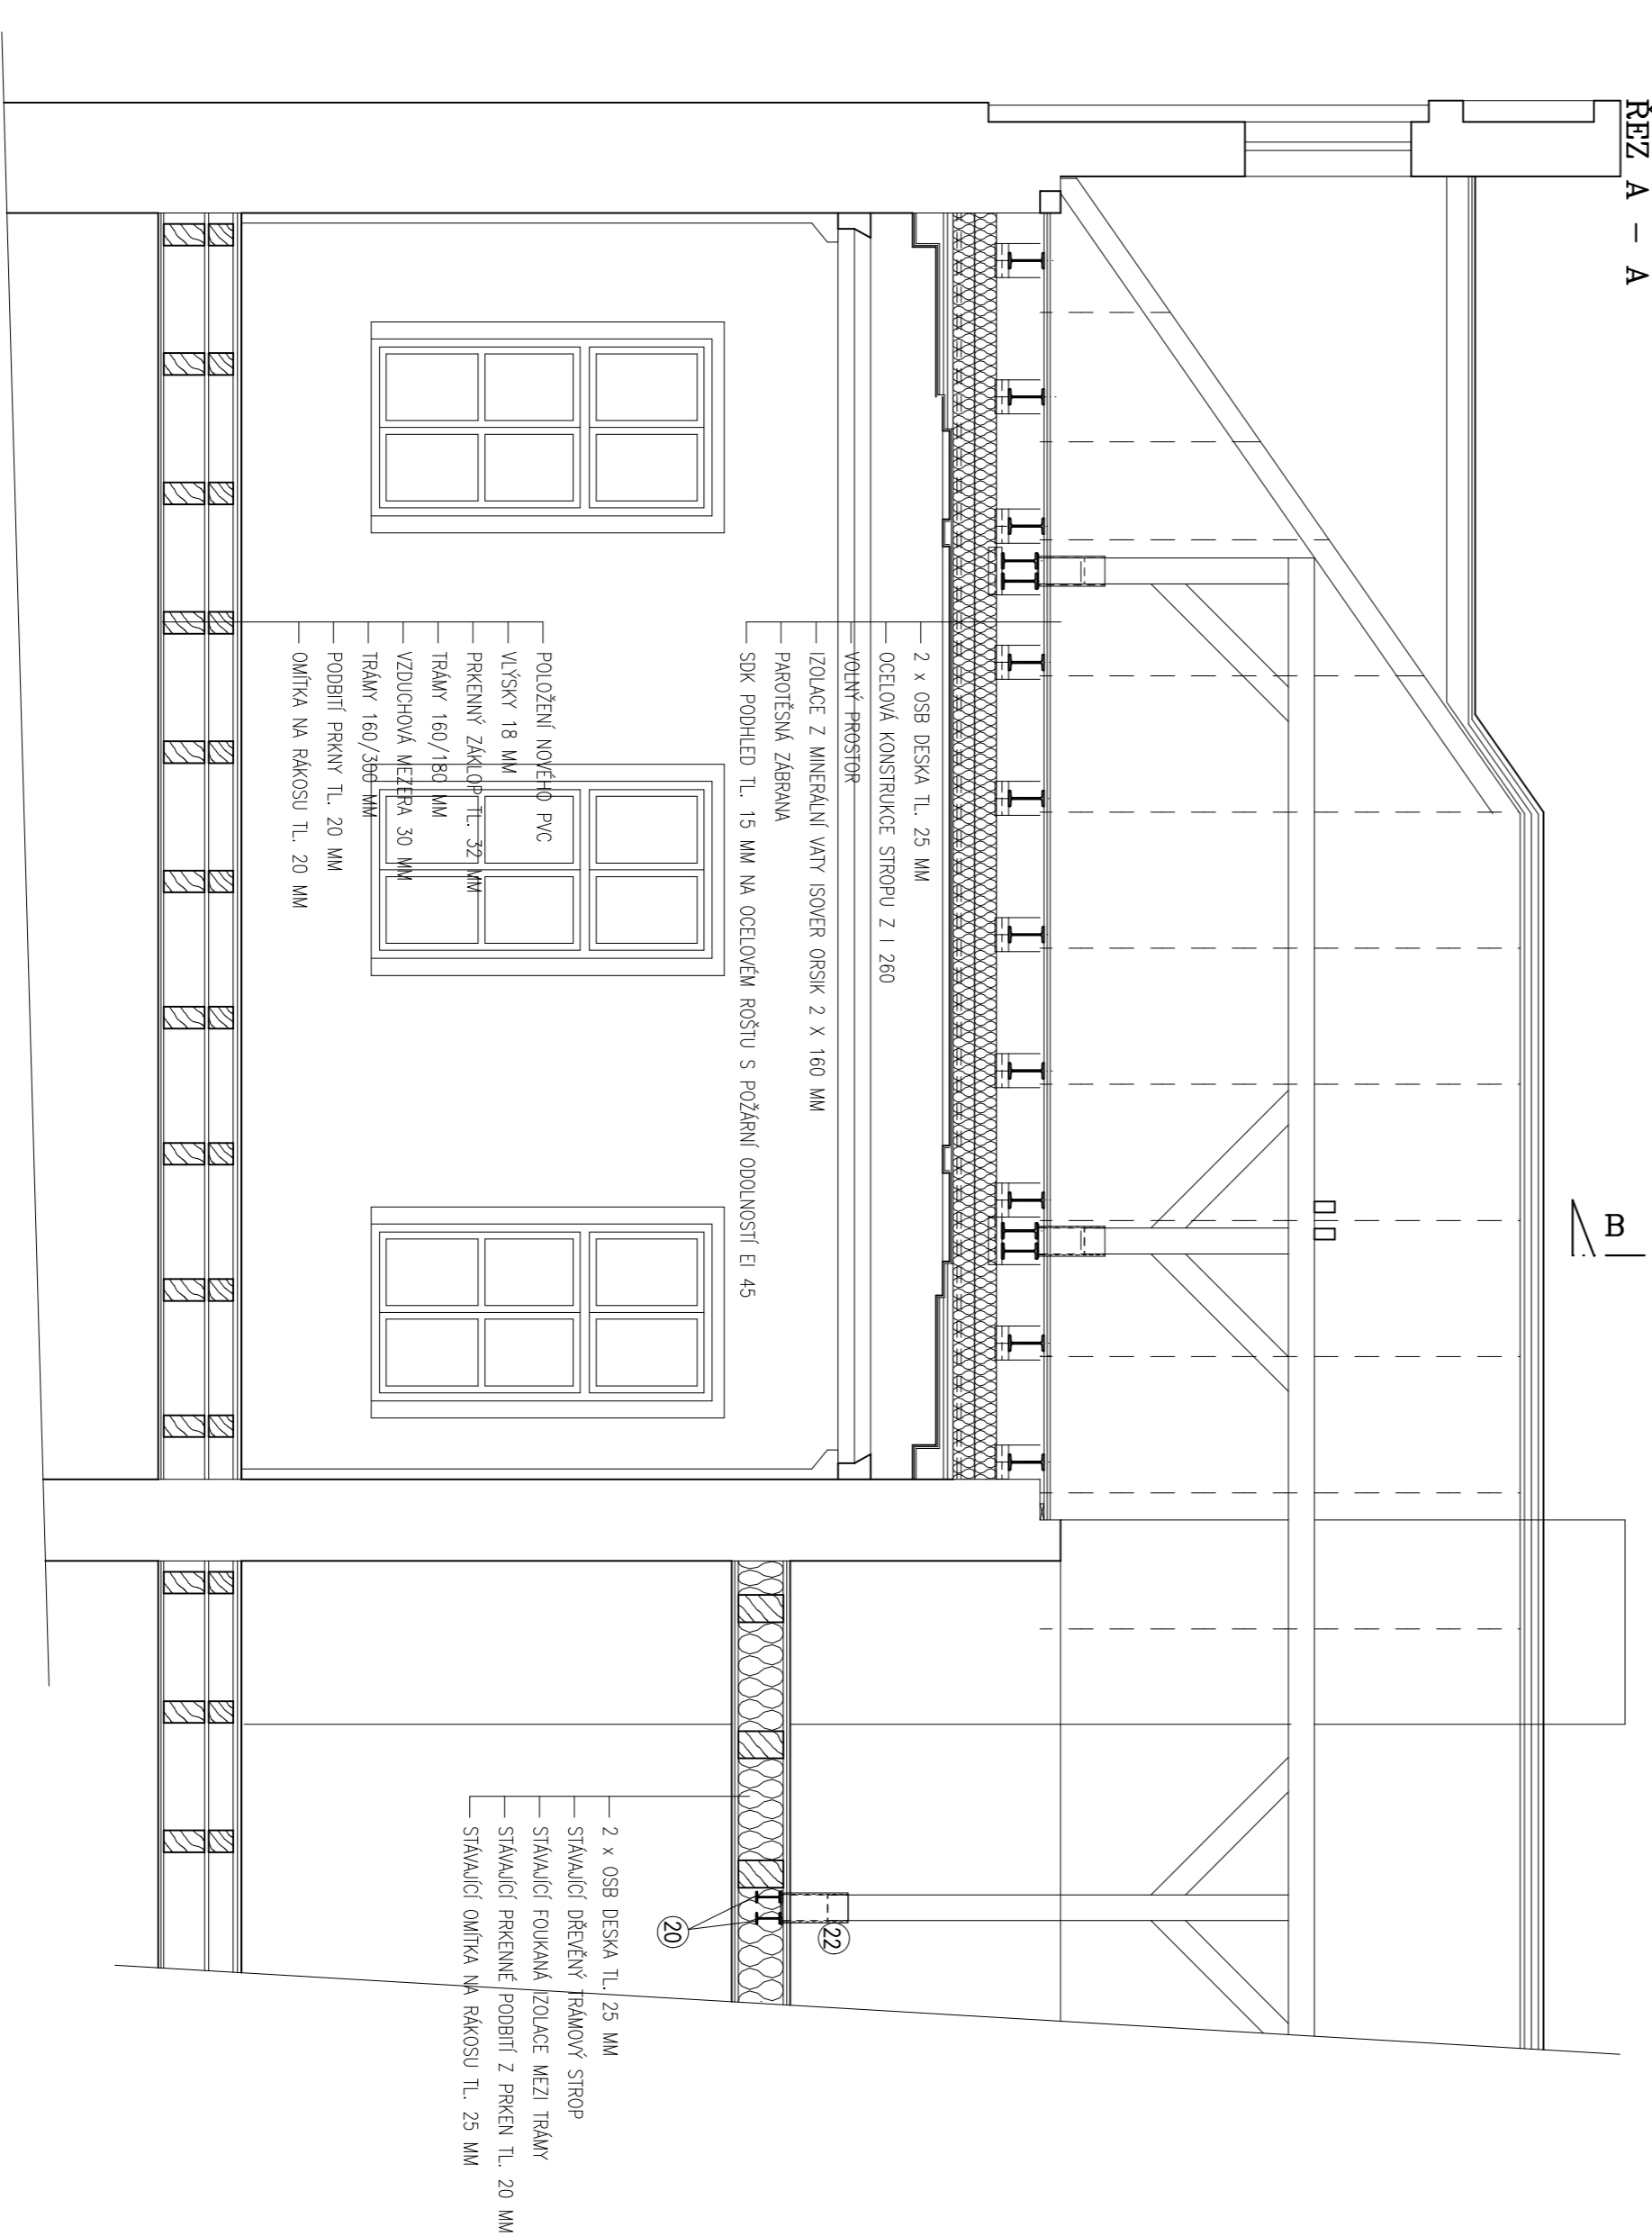 ŘEZ A - A
B
2 x OSB DESKA TL. 25 MM
OCELOVÁ KONSTRUKCE STROPU Z I 260
VOLNÝ PROSTOR
IZOLACE Z MINERÁLNÍ VATY ISOVER ORSIK 2 X 160 MM
PAROTĚSNÁ ZÁBRANA
SDK PODHLED TL. 15 MM NA OCELOVÉM ROŠTU S POŽÁRNÍ ODOLNOSTÍ EI 45
POLOŽENÍ NOVÉHO PVC
VLÝSKY 18 MM
PRKENNÝ ZÁKLOP TL. 32 MM
TRÁMY 160/180 MM
VZDUCHOVÁ MEZERA 30 MM
TRÁMY 160/300 MM
PODBITÍ PRKNY TL. 20 MM
OMÍTKA NA RÁKOSU TL. 20 MM
22
20
2 x OSB DESKA TL. 25 MM
STÁVAJÍCÍ DŘEVĚNÝ TRÁMOVÝ STROP
STÁVAJÍCÍ FOUKANÁ IZOLACE MEZI TRÁMY
STÁVAJÍCÍ PRKENNÉ PODBITÍ Z PRKEN TL. 20 MM
STÁVAJÍCÍ OMÍTKA NA RÁKOSU TL. 25 MM